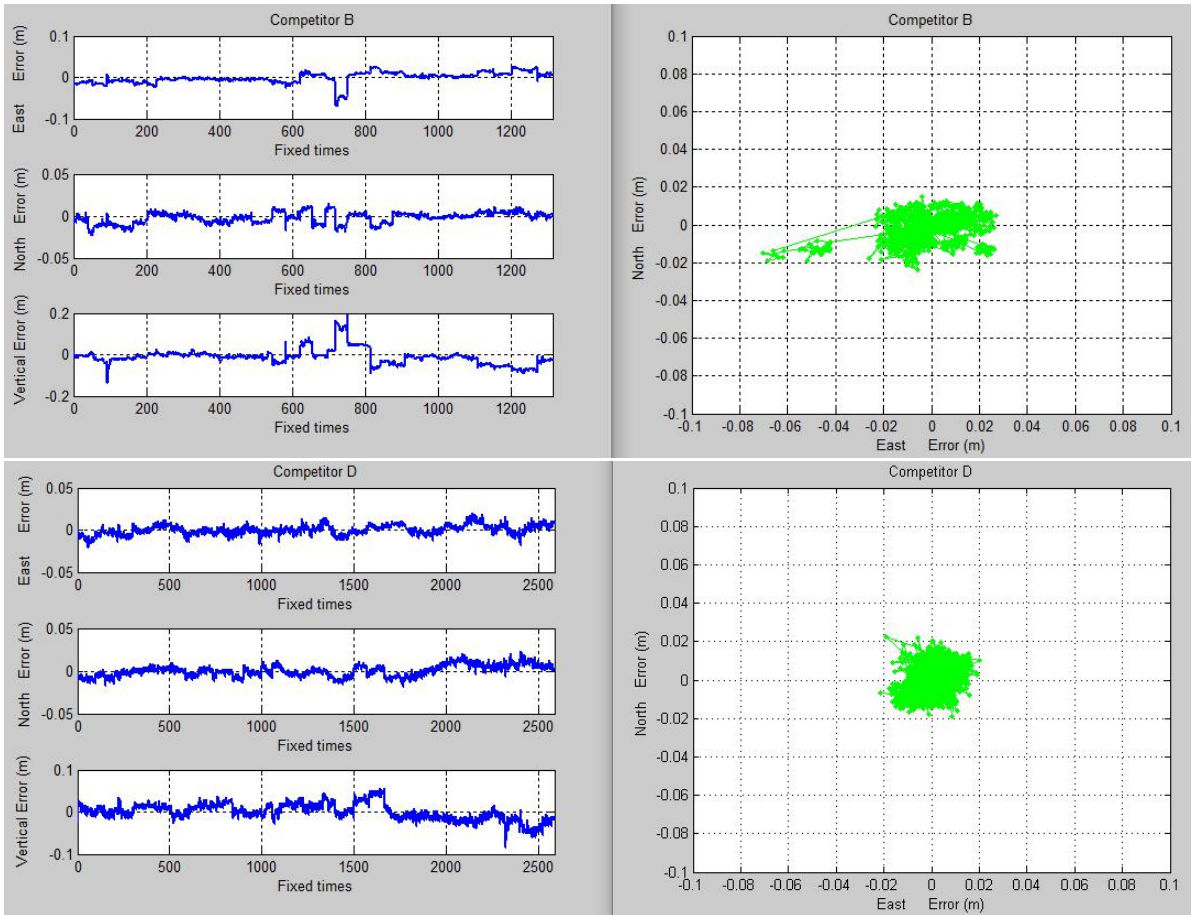 Competitor B
East Error (m)
0.1
0
-0.1
0 200 400 600 800 1000 1200
Fixed times
North Error (m)
0.05
0
-0.05
0 200 400 600 800 1000 1200
Fixed times
Vertical Error (m)
0.2
0
-0.2
0 200 400 600 800 1000 1200
Fixed times
Competitor B
North Error (m)
0.1
0.08
0.06
0.04
0.02
0
-0.02
-0.04
-0.06
-0.08
-0.1
-0.1 -0.08 -0.06 -0.04 -0.02 0 0.02 0.04 0.06 0.08 0.1
East Error (m)
Competitor D
East Error (m)
0.05
0
-0.05
0 500 1000 1500 2000 2500
Fixed times
North Error (m)
0.05
0
-0.05
0 500 1000 1500 2000 2500
Fixed times
Vertical Error (m)
0.1
0
-0.1
0 500 1000 1500 2000 2500
Fixed times
Competitor D
North Error (m)
0.1
0.08
0.06
0.04
0.02
0
-0.02
-0.04
-0.06
-0.08
-0.1
-0.1 -0.08 -0.06 -0.04 -0.02 0 0.02 0.04 0.06 0.08 0.1
East Error (m)